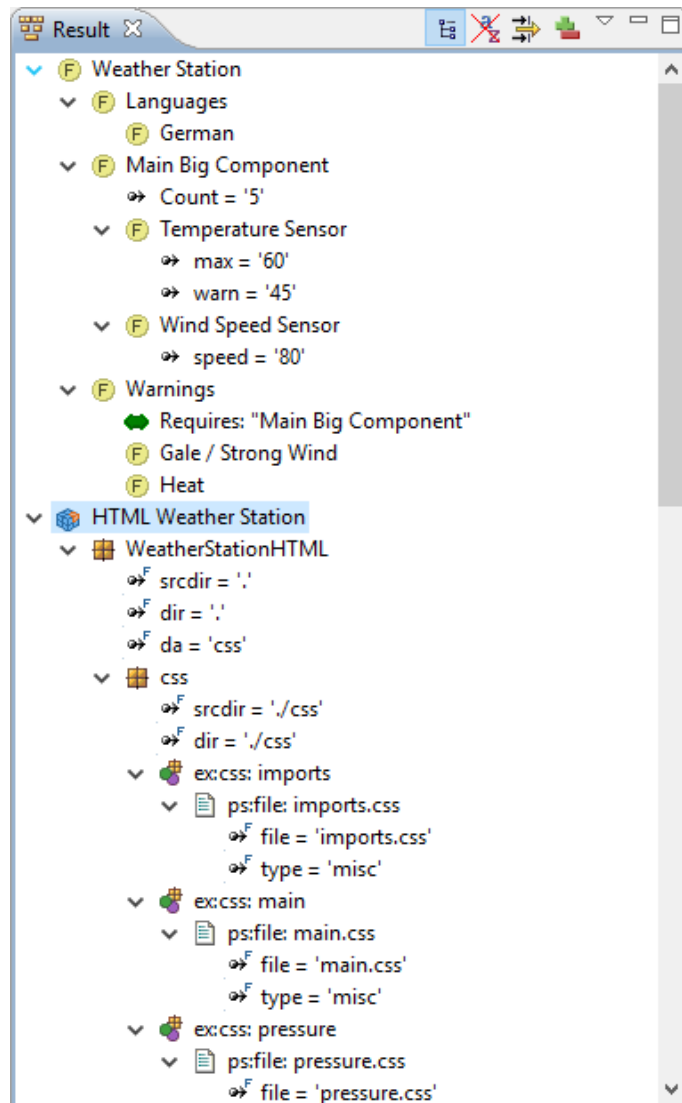 Result
Weather Station
Languages
German
Main Big Component
Count = '5'
Temperature Sensor
max = '60'
warn = '45'
Wind Speed Sensor
speed = '80'
Warnings
Requires: "Main Big Component"
Gale / Strong Wind
Heat
HTML Weather Station
WeatherStationHTML
srcdir = '.'
dir = '.'
da = 'css'
css
srcdir = './css'
dir = './css'
ex:css: imports
ps:file: imports.css
file = 'imports.css'
type = 'misc'
ex:css: main
ps:file: main.css
file = 'main.css'
type = 'misc'
ex:css: pressure
ps:file: pressure.css
file = 'pressure.css'